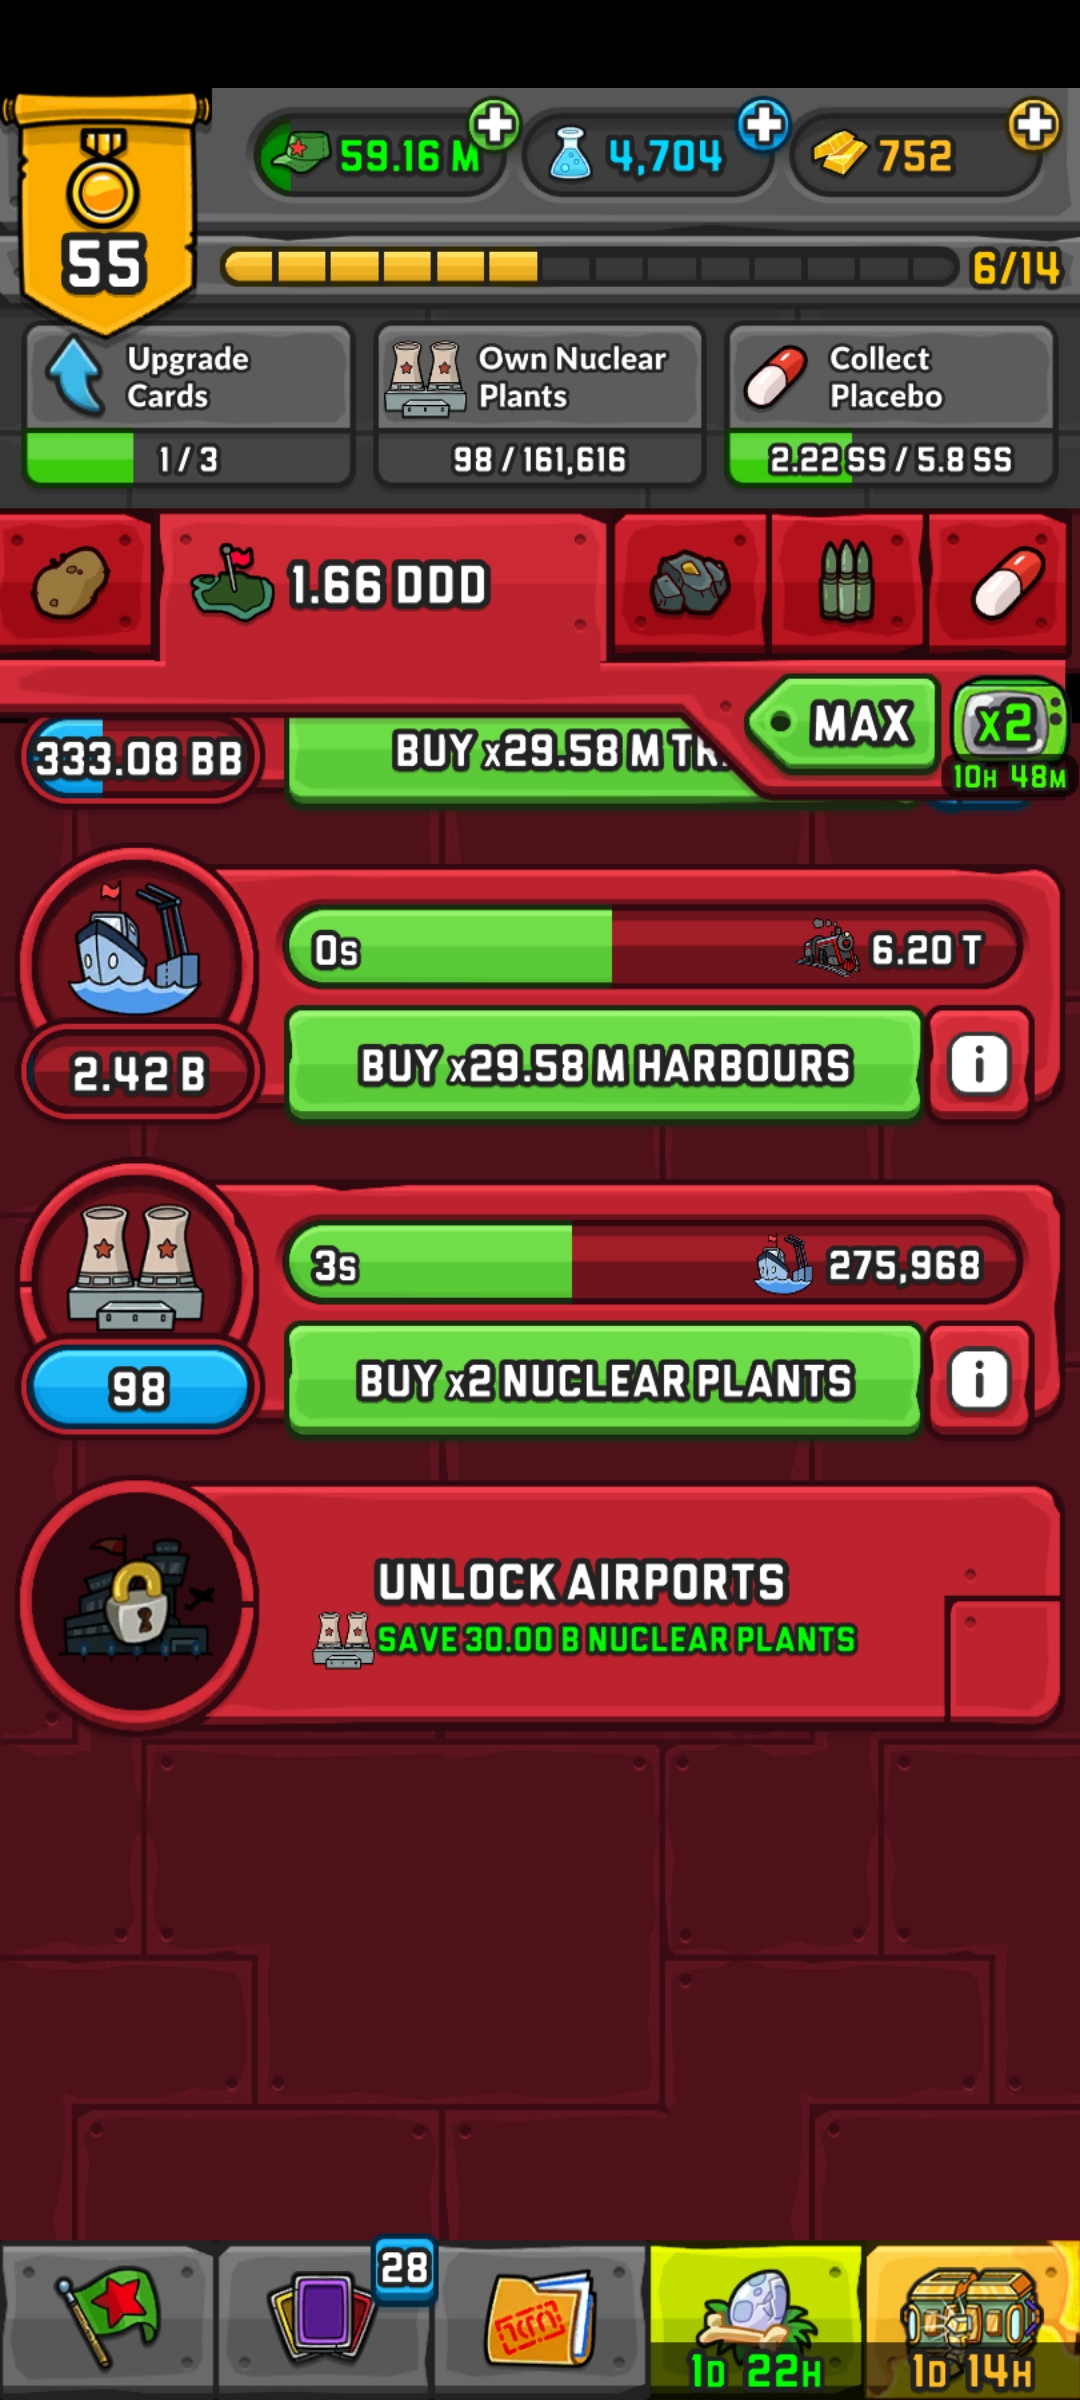 59.16 M
4,704
752
55
6/14
Upgrade
Cards
1 / 3
Own Nuclear
Plants
98 / 161,616
Collect
Placebo
2.22 SS / 5.8 SS
1.66 DDD
MAX
x2
10H 48M
333.08 BB
BUY x29.58 M
0s
6.20 T
2.42 B
BUY x29.58 M HARBOURS
i
3s
275,968
98
BUY x2 NUCLEAR PLANTS
i
UNLOCK AIRPORTS
SAVE 30.00 B NUCLEAR PLANTS
28
1D 22H
1D 14H